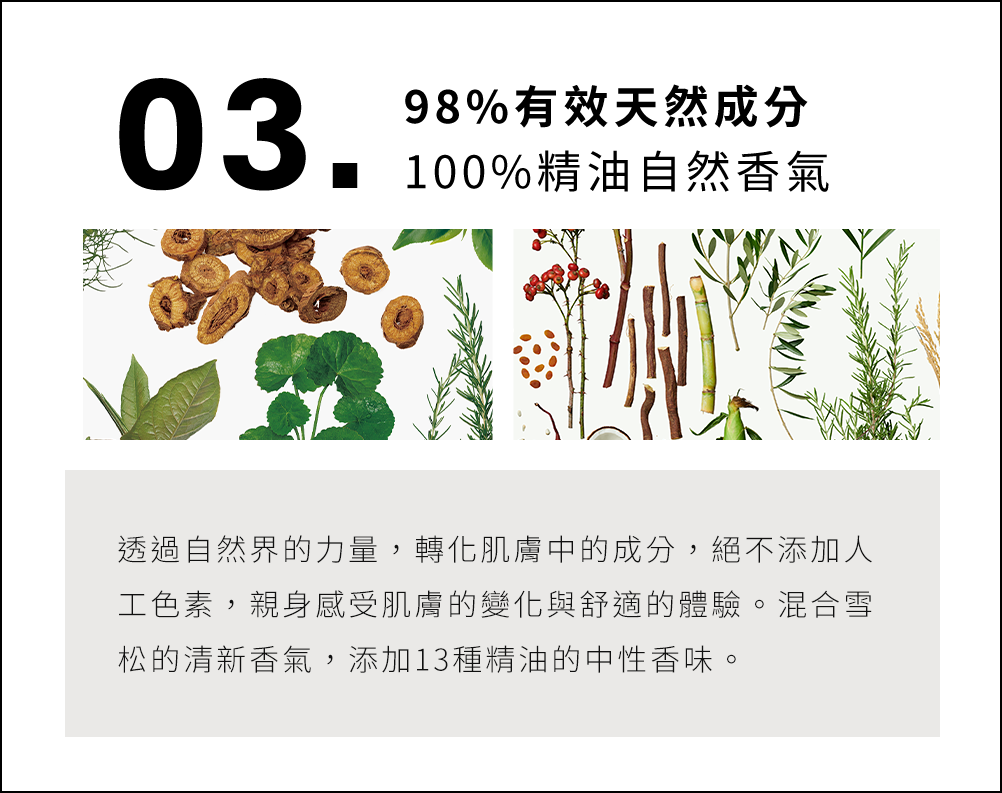 03.
98%有效天然成分
100%精油自然香氣
透過自然界的力量，轉化肌膚中的成分，絕不添加人
工色素，親身感受肌膚的變化與舒適的體驗。混合雪
松的清新香氣，添加13種精油的中性香味。